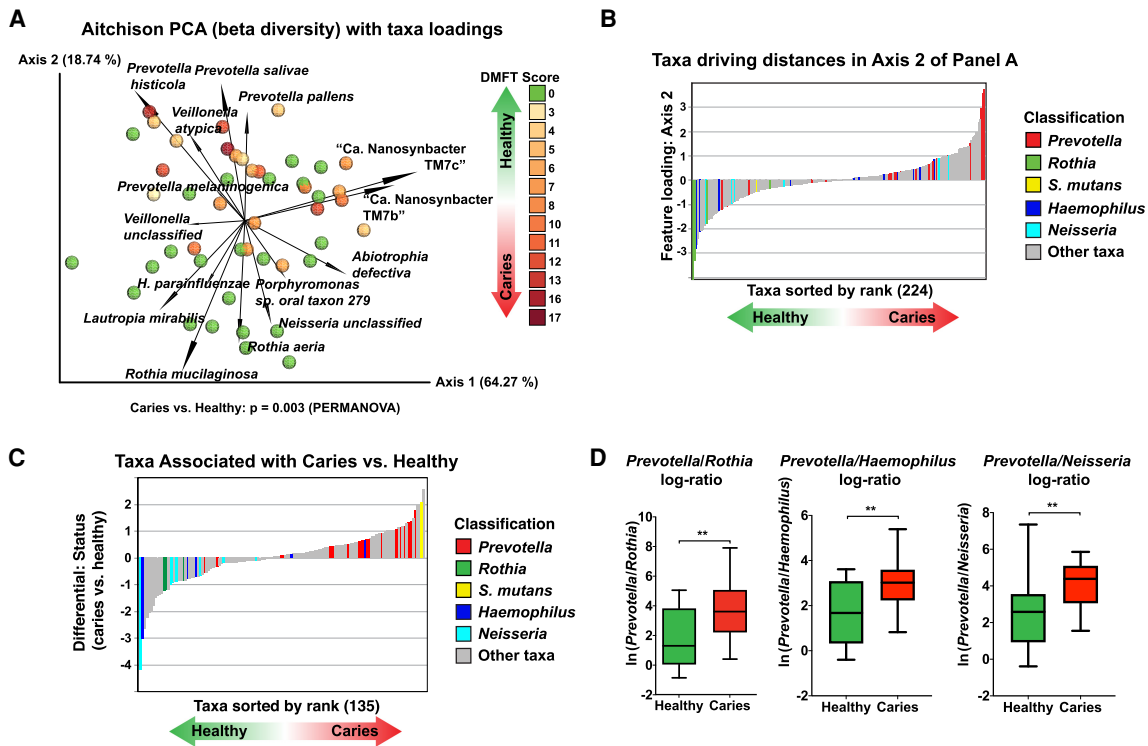 A
Aitchison PCA (beta diversity) with taxa loadings
Axis 2 (18.74 %)
Prevotella
histicola
Prevotella salivae
Prevotella pallens
Veillonella
atypica
"Ca. Nanosynbacter
TM7c"
Prevotella melaninogenica
"Ca. Nanosynbacter
TM7b"
Veillonella
unclassified
Abiotrophia
defectiva
H. parainfluenzae
Porphyromonas
sp. oral taxon 279
Lautropia mirabilis
Neisseria unclassified
Rothia aeria
Rothia mucilaginosa
Axis 1 (64.27 %)
Caries vs. Healthy: p = 0.003 (PERMANOVA)
DMFT Score
Healthy
Caries
0
3
4
5
6
7
8
10
11
12
13
16
17
B
Taxa driving distances in Axis 2 of Panel A
Feature loading: Axis 2
3
2
1
0
-1
-2
-3
Taxa sorted by rank (224)
Healthy
Caries
Classification
Prevotella
Rothia
S. mutans
Haemophilus
Neisseria
Other taxa
C
Taxa Associated with Caries vs. Healthy
Differential: Status
(caries vs. healthy)
2
1
0
-1
-2
-3
-4
Taxa sorted by rank (135)
Healthy
Caries
Classification
Prevotella
Rothia
S. mutans
Haemophilus
Neisseria
Other taxa
D
Prevotella/Rothia
log-ratio
ln (Prevotella/Rothia)
10
8
6
4
2
0
-2
**
Healthy Caries
Prevotella/Haemophilus
log-ratio
ln (Prevotella/Haemophilus)
6
4
2
0
-2
**
Healthy Caries
Prevotella/Neisseria
log-ratio
ln (Prevotella/Neisseria)
8
6
4
2
0
-2
**
Healthy Caries